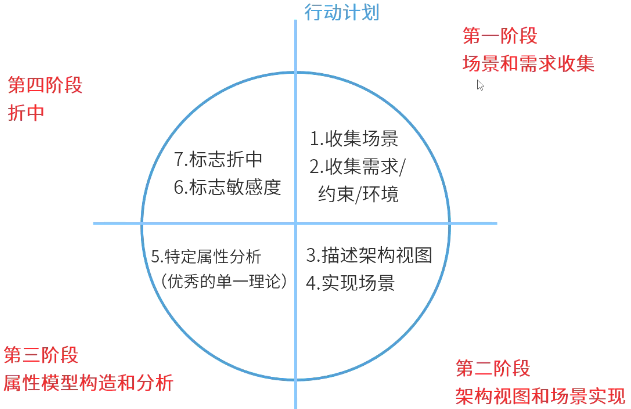 行动计划
第一阶段
场景和需求收集
第四阶段
折中
1.收集场景
2.收集需求/
约束/环境
7.标志折中
6.标志敏感度
5.特定属性分析
（优秀的单一理论）
3.描述架构视图
4.实现场景
第三阶段
属性模型构造和分析
第二阶段
架构视图和场景实现